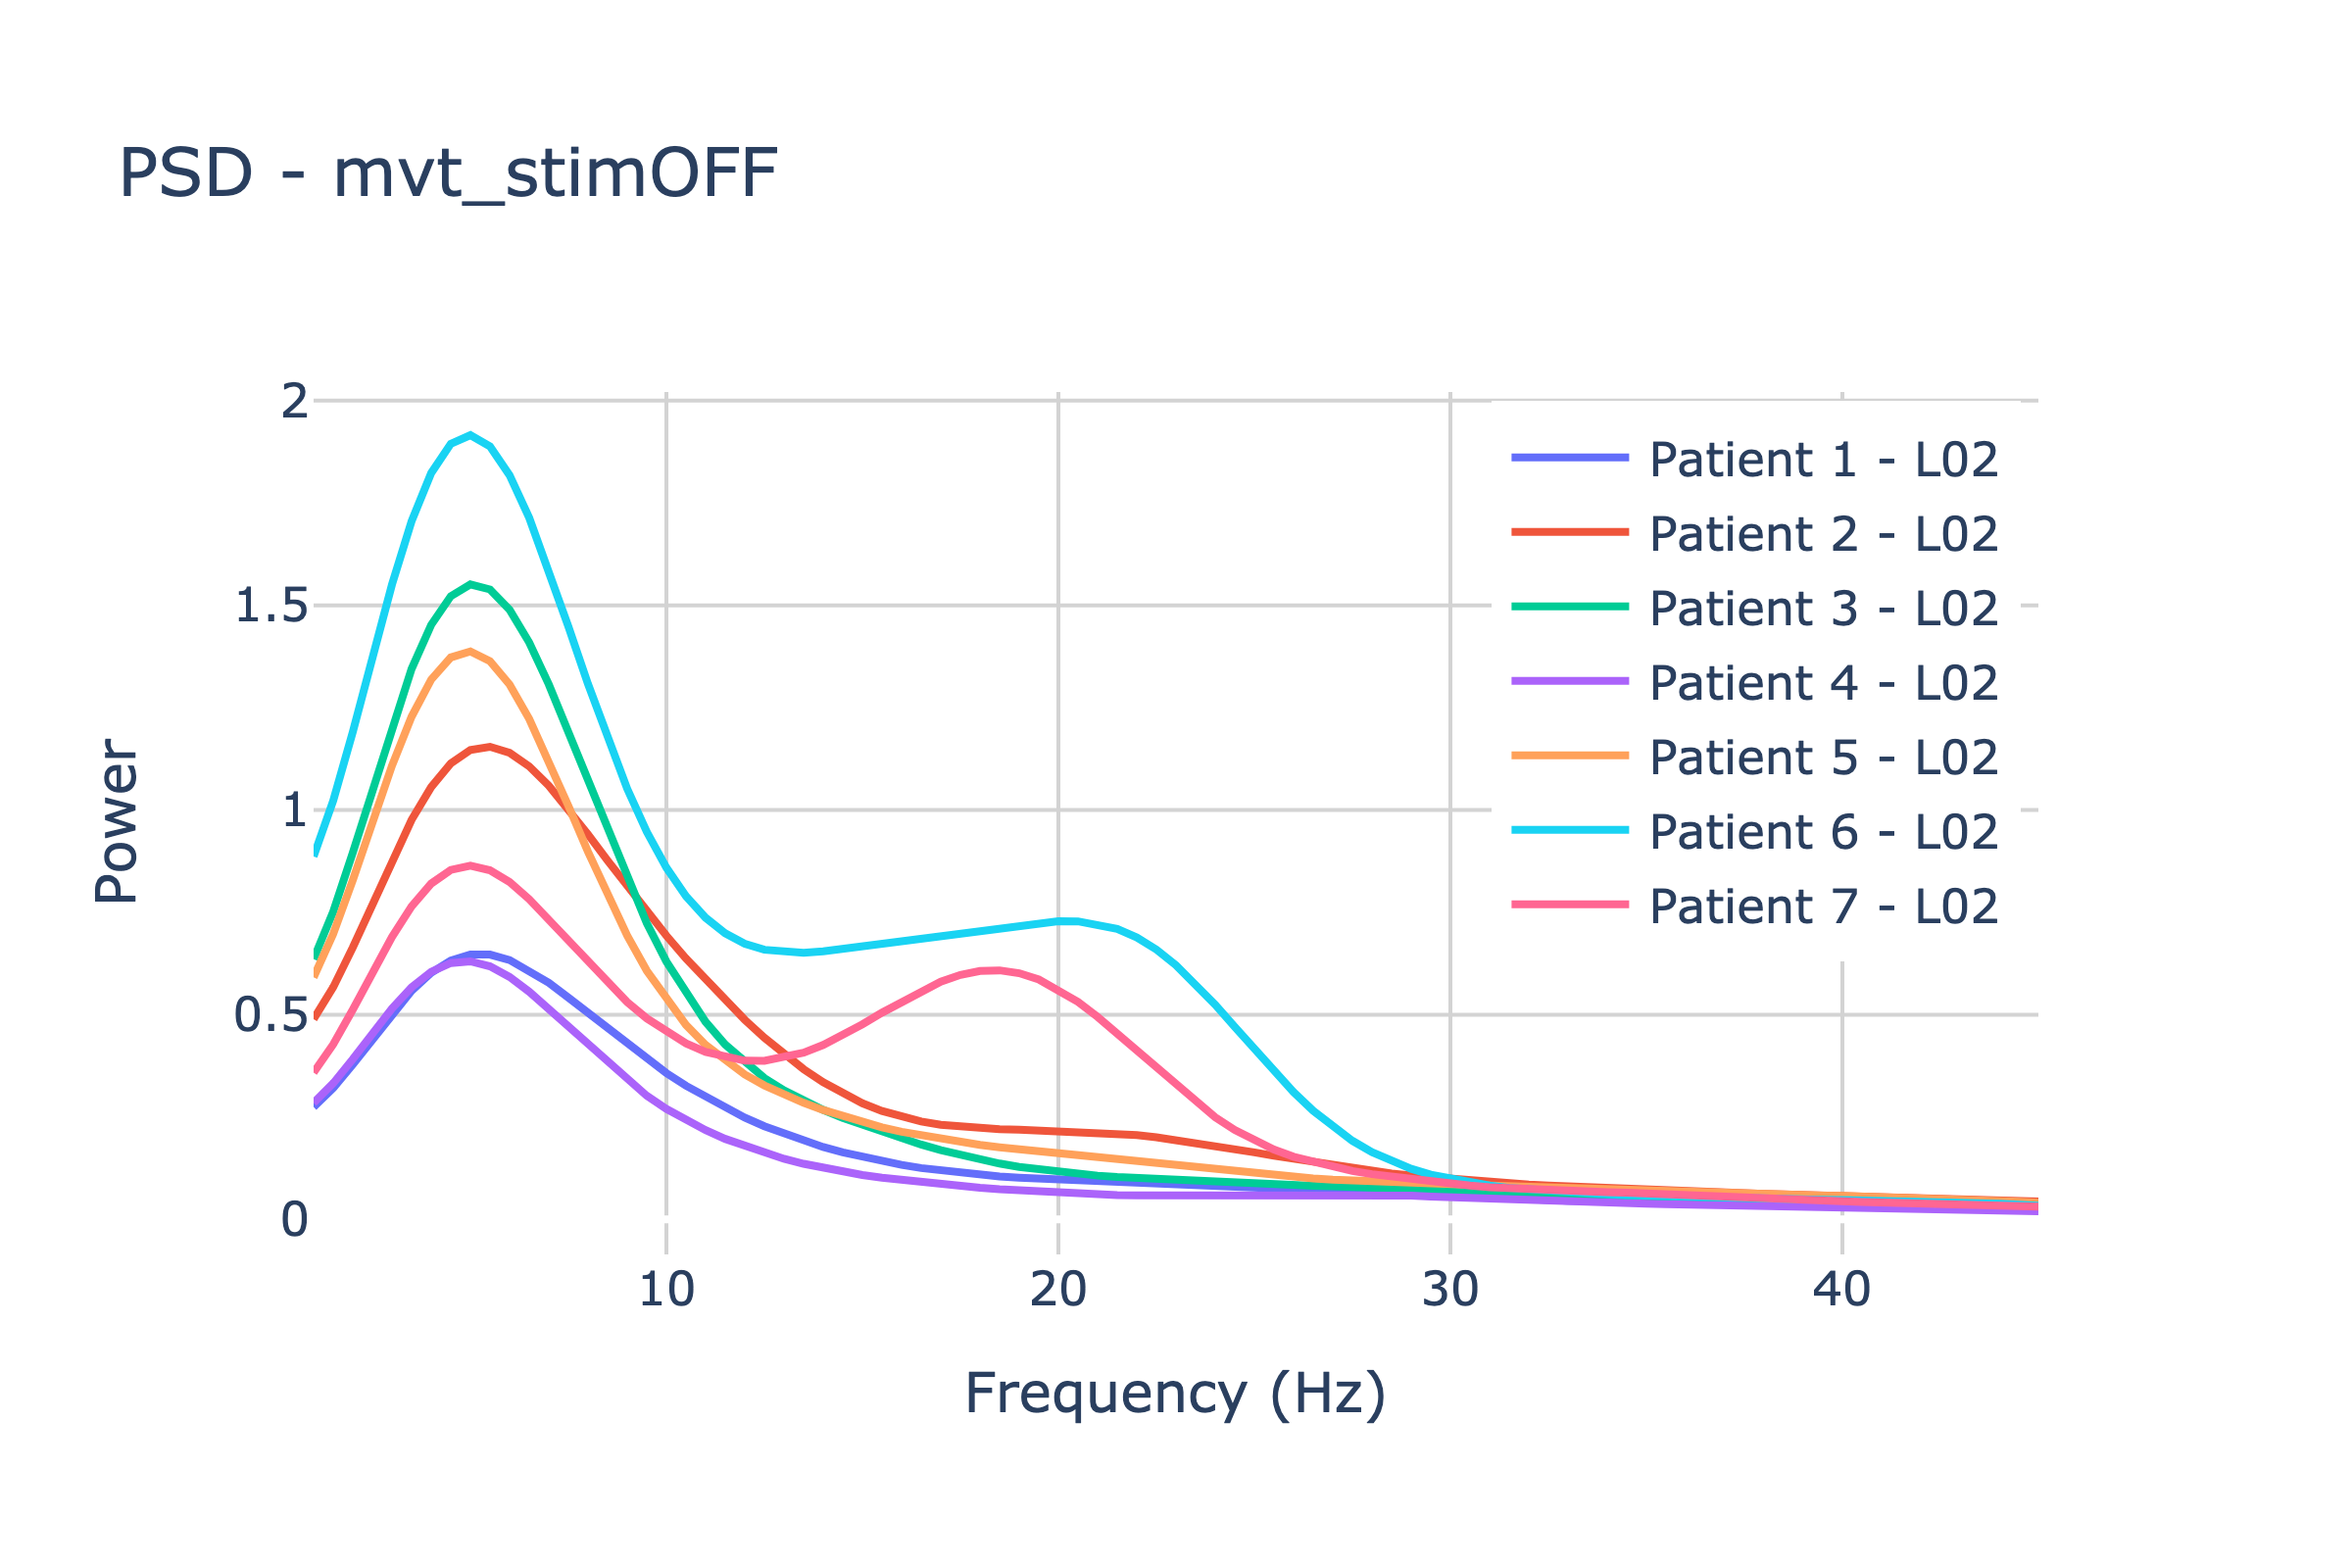 PSD - mvt_stimOFF
2
1.5
1
0.5
0
Power
10
20
30
40
Frequency (Hz)
Patient 1 - L02
Patient 2 - L02
Patient 3 - L02
Patient 4 - L02
Patient 5 - L02
Patient 6 - L02
Patient 7 - L02